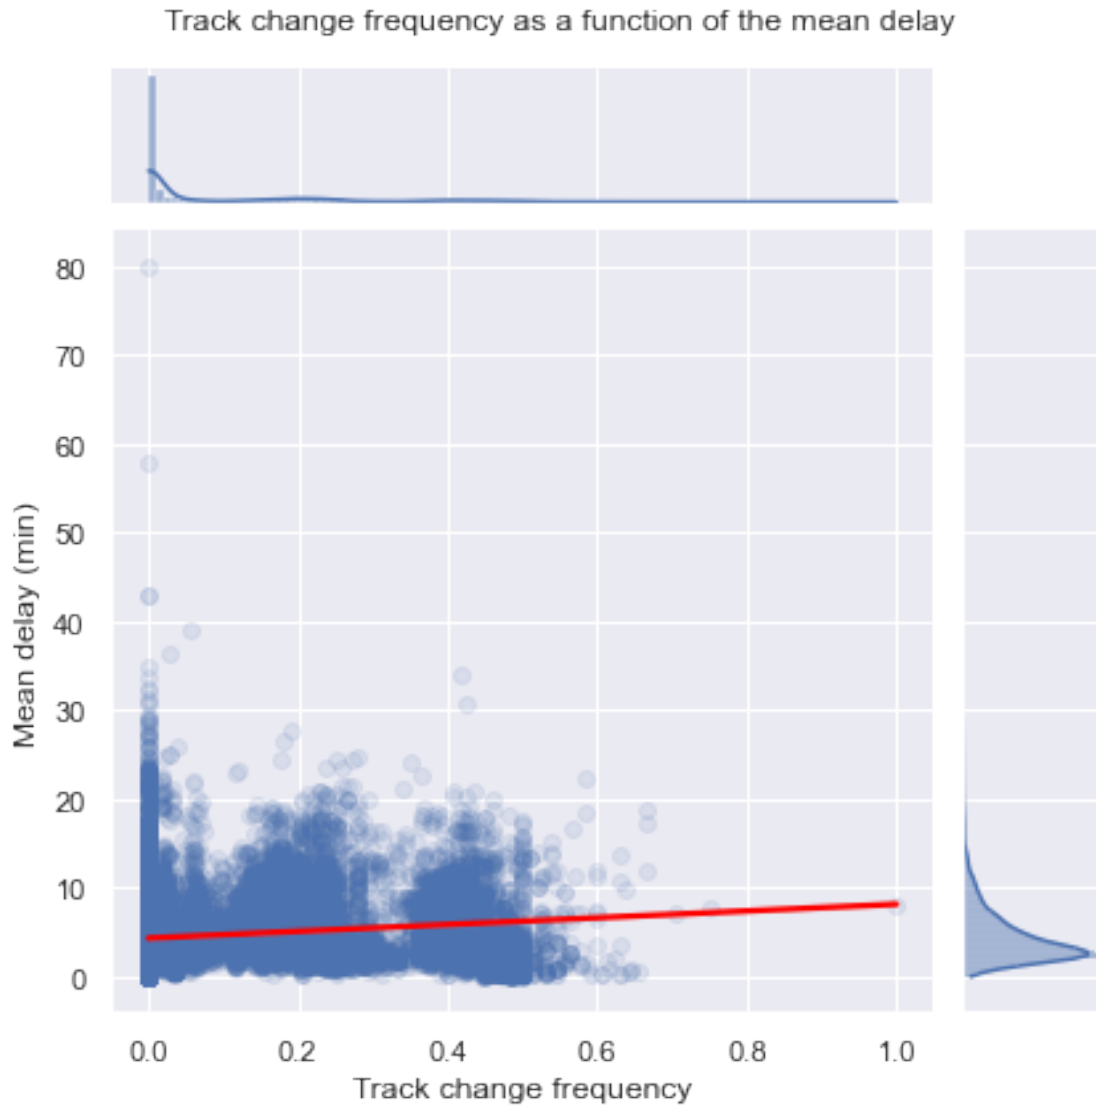 Track change frequency as a function of the mean delay
80
70
60
50
40
30
20
10
0
Mean delay (min)
0.0 0.2 0.4 0.6 0.8 1.0
Track change frequency